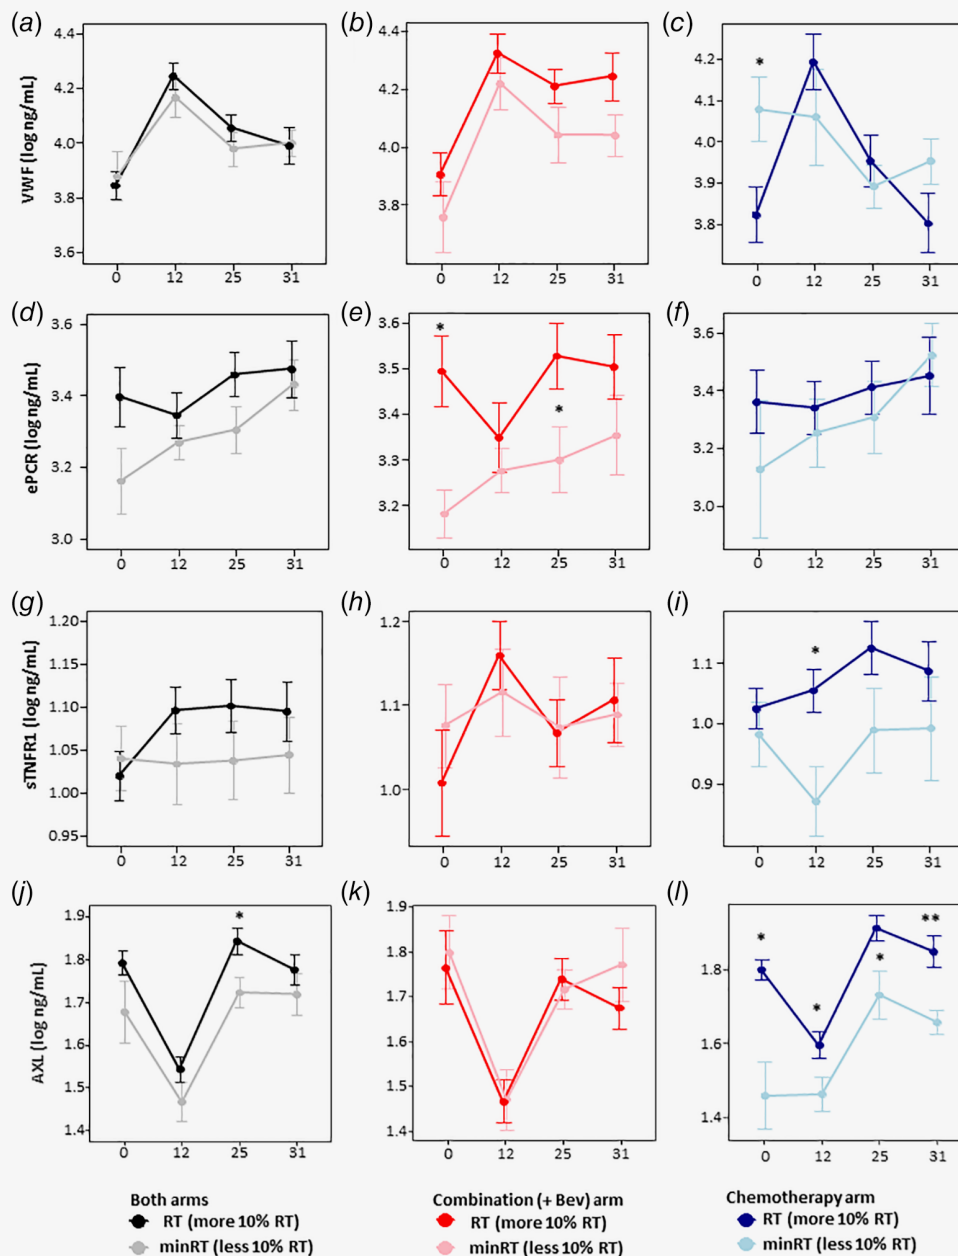 (a)
(b)
(c)
VWF (log ng/mL)
4.4
4.2
4.0
3.8
3.6
0 12 25 31
4.4
4.2
4.0
3.8
0 12 25 31
4.2
4.1
4.0
3.9
3.8
*
0 12 25 31
(d)
(e)
(f)
ePCR (log ng/mL)
3.6
3.4
3.2
3.0
0 12 25 31
3.6
3.5
3.4
3.3
3.2
*
*
0 12 25 31
3.6
3.4
3.2
3.0
0 12 25 31
(g)
(h)
(i)
sTNFR1 (log ng/mL)
1.20
1.15
1.10
1.05
1.00
0.95
0 12 25 31
1.2
1.1
1.0
0 12 25 31
1.1
1.0
0.9
*
0 12 25 31
(j)
(k)
(l)
AXL (log ng/mL)
1.9
1.8
1.7
1.6
1.5
1.4
*
0 12 25 31
1.9
1.8
1.7
1.6
1.5
1.4
0 12 25 31
1.8
1.6
1.4
*
*
*
**
0 12 25 31
Both arms
RT (more 10% RT)
minRT (less 10% RT)
Combination (+ Bev) arm
RT (more 10% RT)
minRT (less 10% RT)
Chemotherapy arm
RT (more 10% RT)
minRT (less 10% RT)